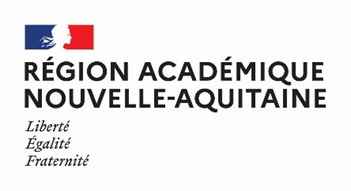 RÉGION ACADÉMIQUE
NOUVELLE-AQUITAINE
Liberté
Égalité
Fraternité